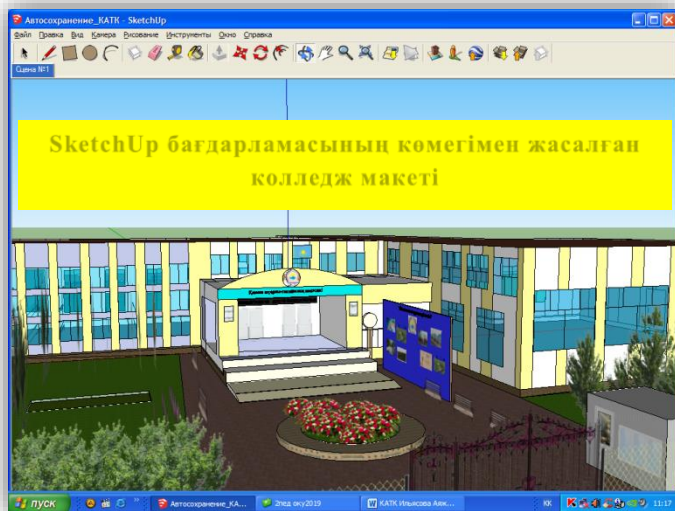 Автосохранение_КАТК - SketchUp
Файл Правка Вид Камера Рисование Инструменты Окно Справка
Сцена №1
SketchUp бағдарламасының көмегімен жасалған
колледж макеті
пуск
Автосохранение_КА...
2пед оку2019
КАТК Ильясова Аяж...
КК
11:17